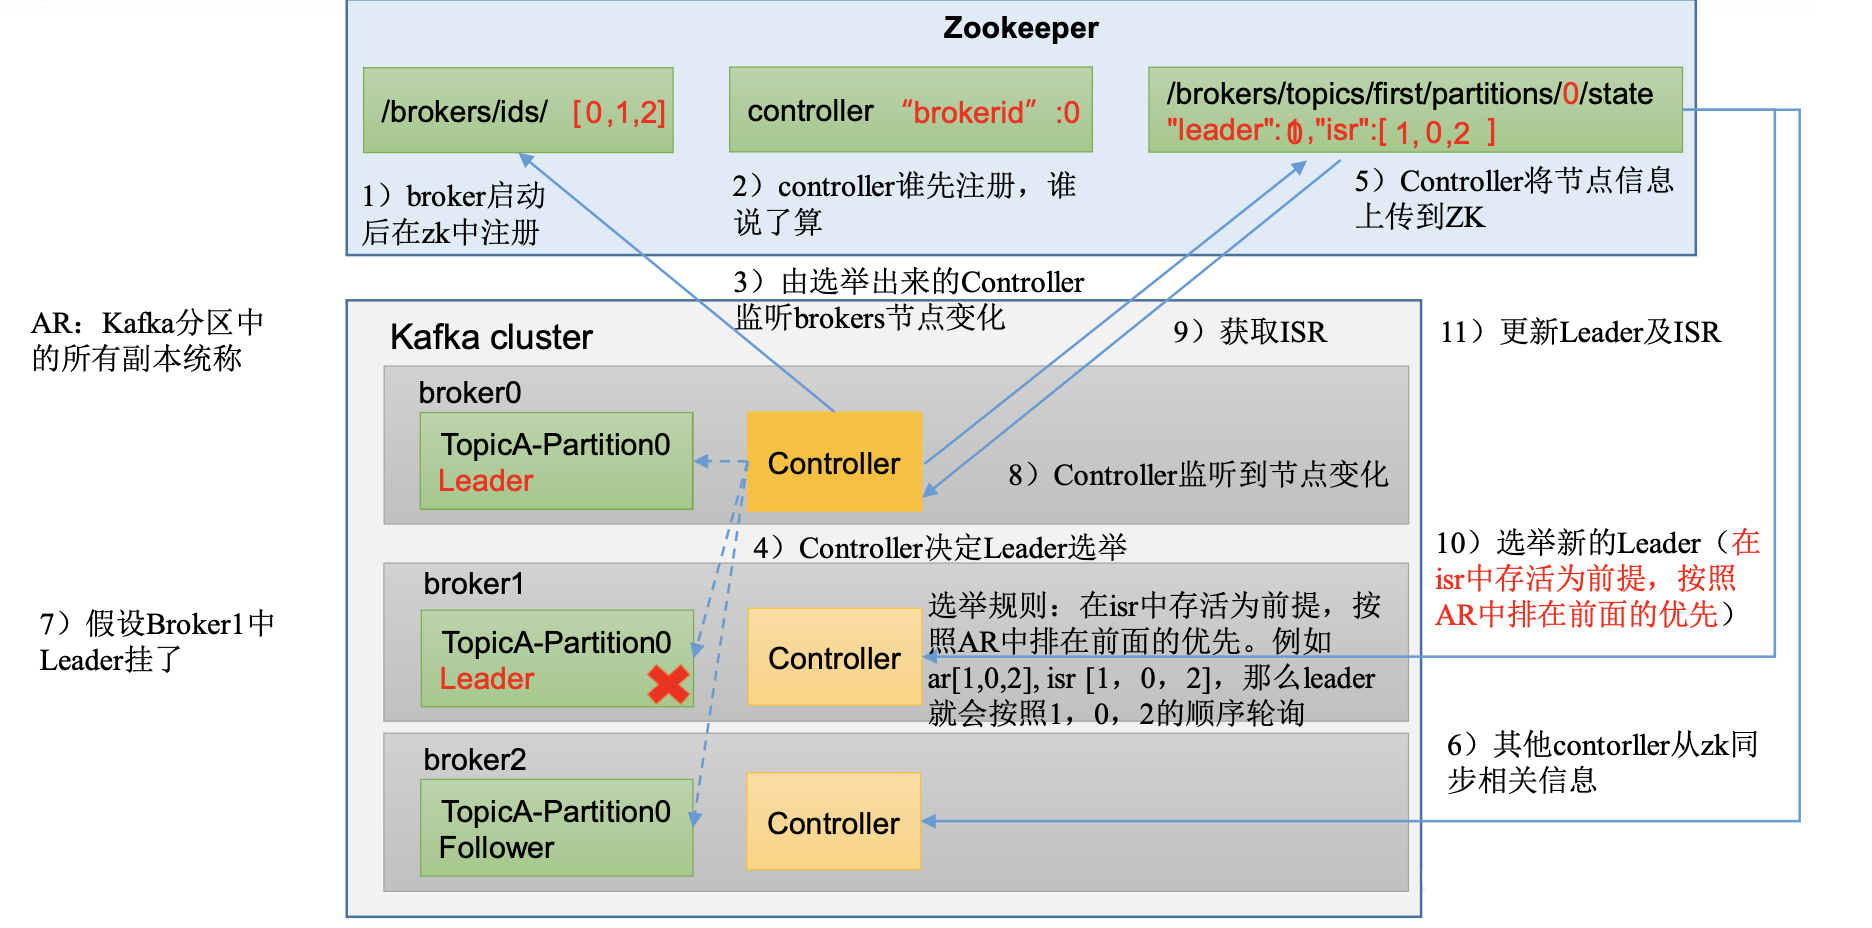 Zookeeper
/brokers/ids/ [0,1,2]
controller “brokerid” :0
/brokers/topics/first/partitions/0/state
"leader": ,"isr":[ 1, 0 ,2 ]
1）broker启动
后在zk中注册
2）controller谁先注册，谁
说了算
5）Controller将节点信息
上传到ZK
3）由选举出来的Controller
监听brokers节点变化
AR：Kafka分区中
的所有副本统称
Kafka cluster
9）获取ISR
11）更新Leader及ISR
broker0
TopicA-Partition0
Leader
Controller
8）Controller监听到节点变化
4）Controller决定Leader选举
10）选举新的Leader（在
isr中存活为前提，按照
AR中排在前面的优先）
7）假设Broker1中
Leader挂了
broker1
TopicA-Partition0
Leader
Controller
选举规则：在isr中存活为前提，按
照AR中排在前面的优先。例如
ar[1,0,2], isr [1，0，2]，那么leader
就会按照1，0，2的顺序轮询
broker2
TopicA-Partition0
Follower
Controller
6）其他contorller从zk同
步相关信息